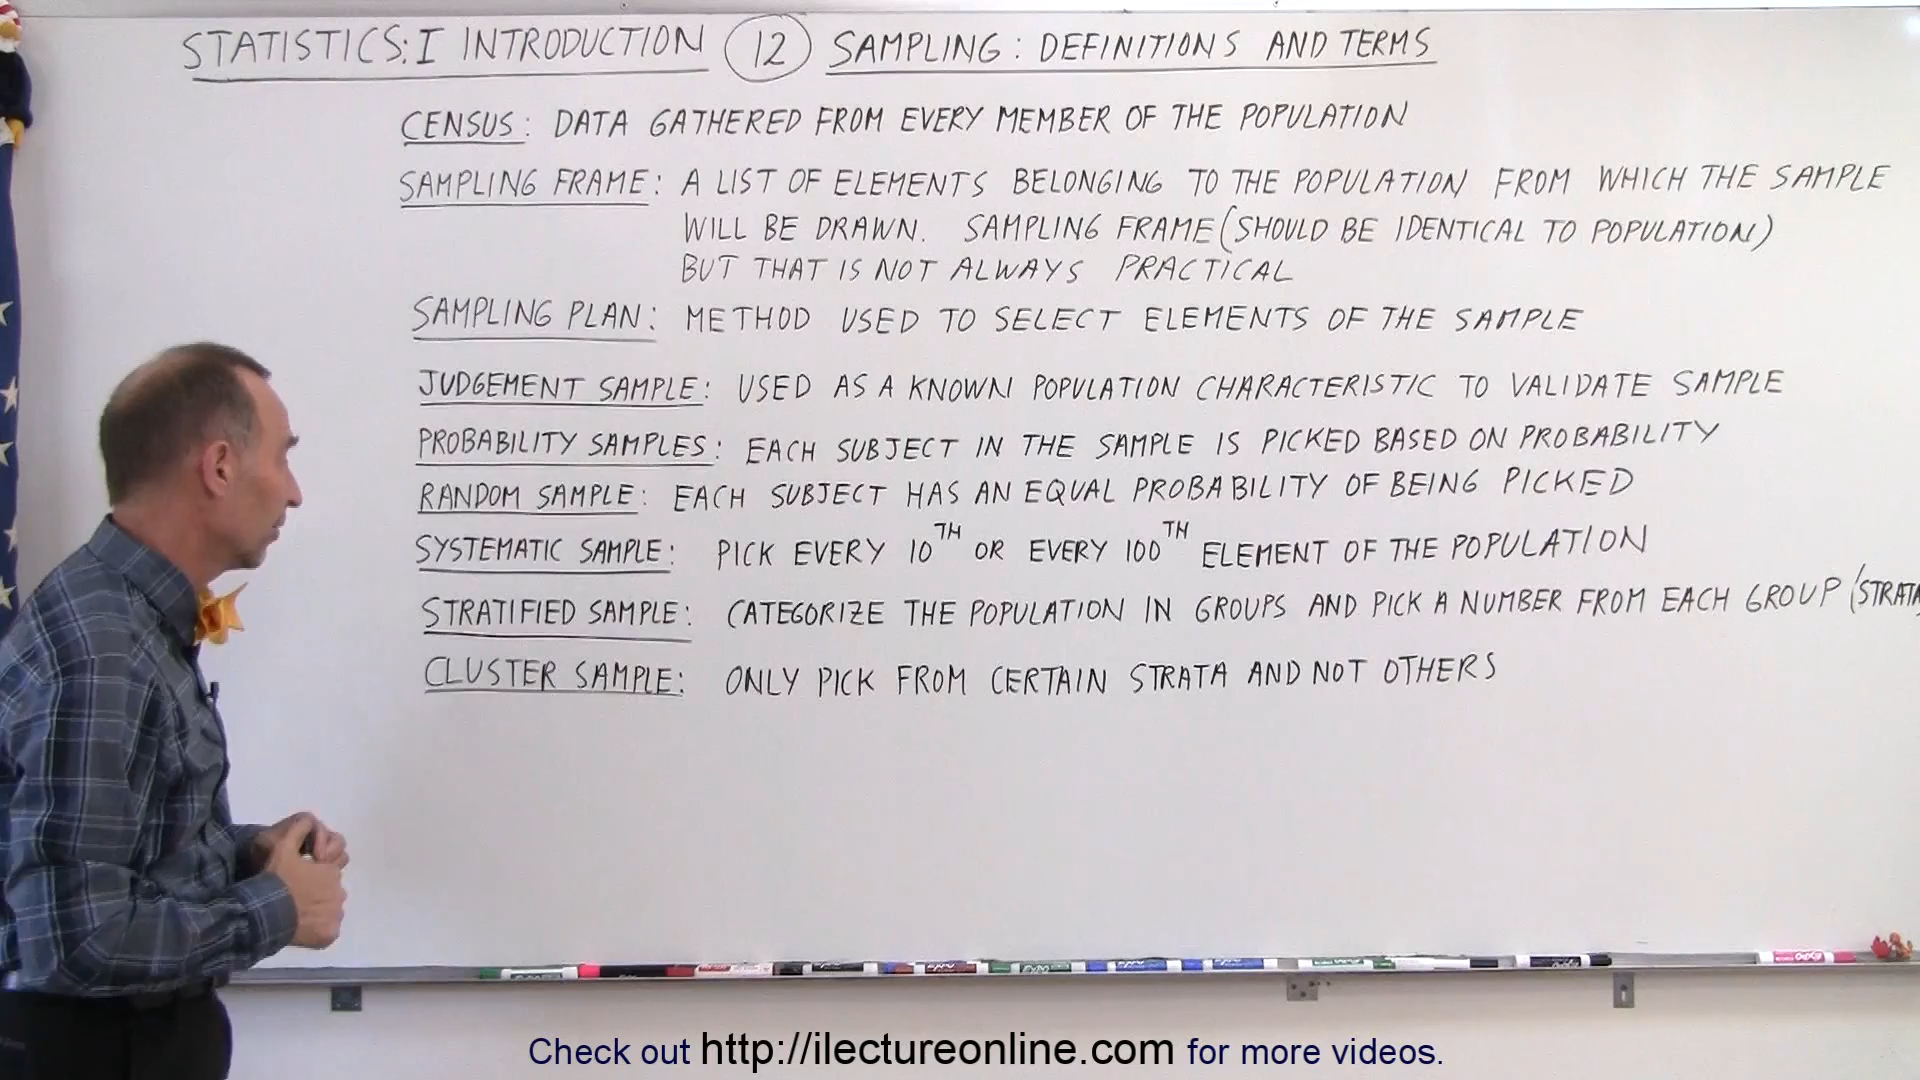 STATISTICS: I INTRODUCTION 12 SAMPLING: DEFINITIONS AND TERMS
CENSUS: DATA GATHERED FROM EVERY MEMBER OF THE POPULATION
SAMPLING FRAME: A LIST OF ELEMENTS BELONGING TO THE POPULATION FROM WHICH THE SAMPLE
WILL BE DRAWN. SAMPLING FRAME (SHOULD BE IDENTICAL TO POPULATION)
BUT THAT IS NOT ALWAYS PRACTICAL
SAMPLING PLAN: METHOD USED TO SELECT ELEMENTS OF THE SAMPLE
JUDGEMENT SAMPLE: USED AS A KNOWN POPULATION CHARACTERISTIC TO VALIDATE SAMPLE
PROBABILITY SAMPLES: EACH SUBJECT IN THE SAMPLE IS PICKED BASED ON PROBABILITY
RANDOM SAMPLE: EACH SUBJECT HAS AN EQUAL PROBABILITY OF BEING PICKED
SYSTEMATIC SAMPLE: PICK EVERY 10TH OR EVERY 100TH ELEMENT OF THE POPULATION
STRATIFIED SAMPLE: CATEGORIZE THE POPULATION IN GROUPS AND PICK A NUMBER FROM EACH GROUP (STRATA
CLUSTER SAMPLE: ONLY PICK FROM CERTAIN STRATA AND NOT OTHERS
Check out http://ilectureonline.com for more videos.